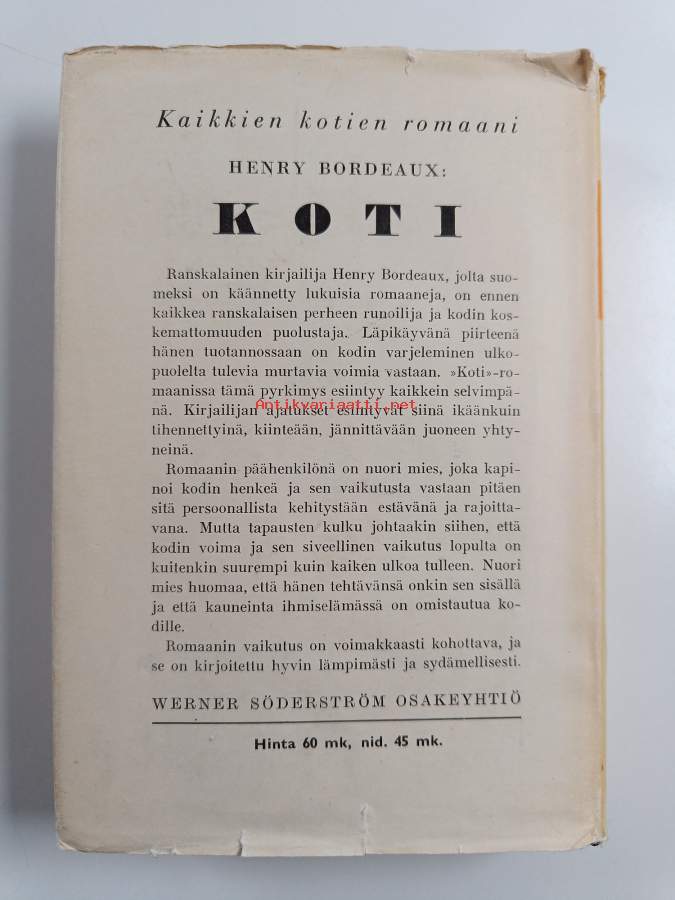 Kaikkien kotien romaani
HENRY BORDEAUX:
KOTI
Ranskalainen kirjailija Henry Bordeaux, jolta suo-
meksi on käännetty lukuisia romaaneja, on ennen
kaikkea ranskalaisen perheen runoilija ja kodin kos-
kemattomuuden puolustaja. Läpikäyvänä piirteenä
hänen tuotannossaan on kodin varjeleminen ulko-
puolelta tulevia murtavia voimia vastaan. »Koti»-ro-
maanissa tämä pyrkimys esiintyy kaikkein selvimpä-
nä. Kirjailijan ajatukset esiintyvät siinä ikäänkuin
Antikvariaatti.net
tihennettyinä, kiinteään, jännittävään juoneen yhty-
neinä.
Romaanin päähenkilönä on nuori mies, joka kapi-
noi kodin henkeä ja sen vaikutusta vastaan pitäen
sitä persoonallista kehitystään estävänä ja rajoitta-
vana. Mutta tapausten kulku johtaakin siihen, että
kodin voima ja sen siveellinen vaikutus lopulta on
kuitenkin suurempi kuin kaiken ulkoa tulleen. Nuori
mies huomaa, että hänen tehtävänsä onkin sen sisällä
ja että kauneinta ihmiselämässä on omistautua ko-
dille.
Romaanin vaikutus on voimakkaasti kohottava, ja
se on kirjoitettu hyvin lämpimästi ja sydämellisesti.
WERNER SÖDERSTRÖM OSAKEYHTIÖ
Hinta 60 mk, nid. 45 mk.